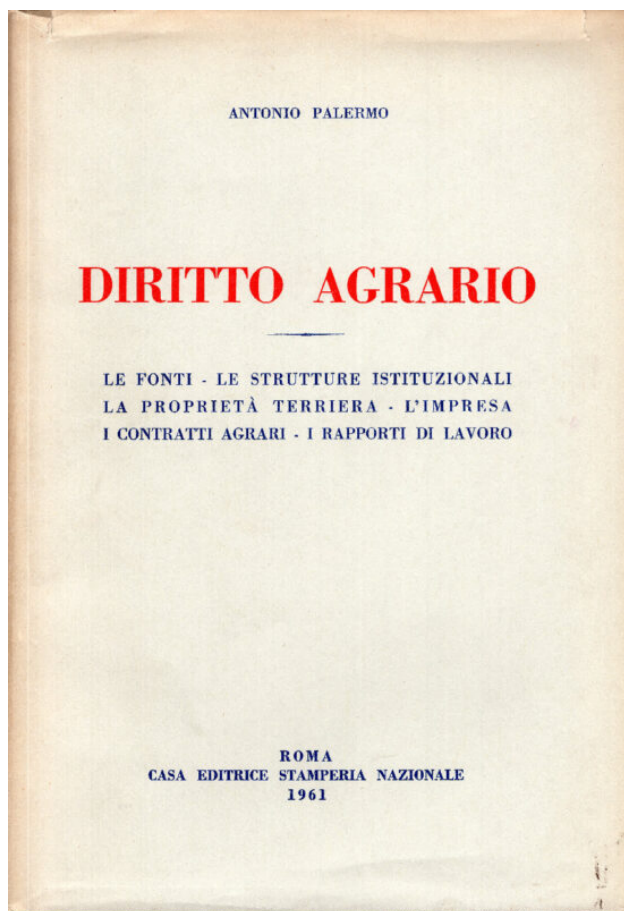 ANTONIO PALERMO
DIRITTO AGRARIO
LE FONTI - LE STRUTTURE ISTITUZIONALI
LA PROPRIETÀ TERRIERA - L'IMPRESA
I CONTRATTI AGRARI - I RAPPORTI DI LAVORO
ROMA
CASA EDITRICE STAMPERIA NAZIONALE
1961